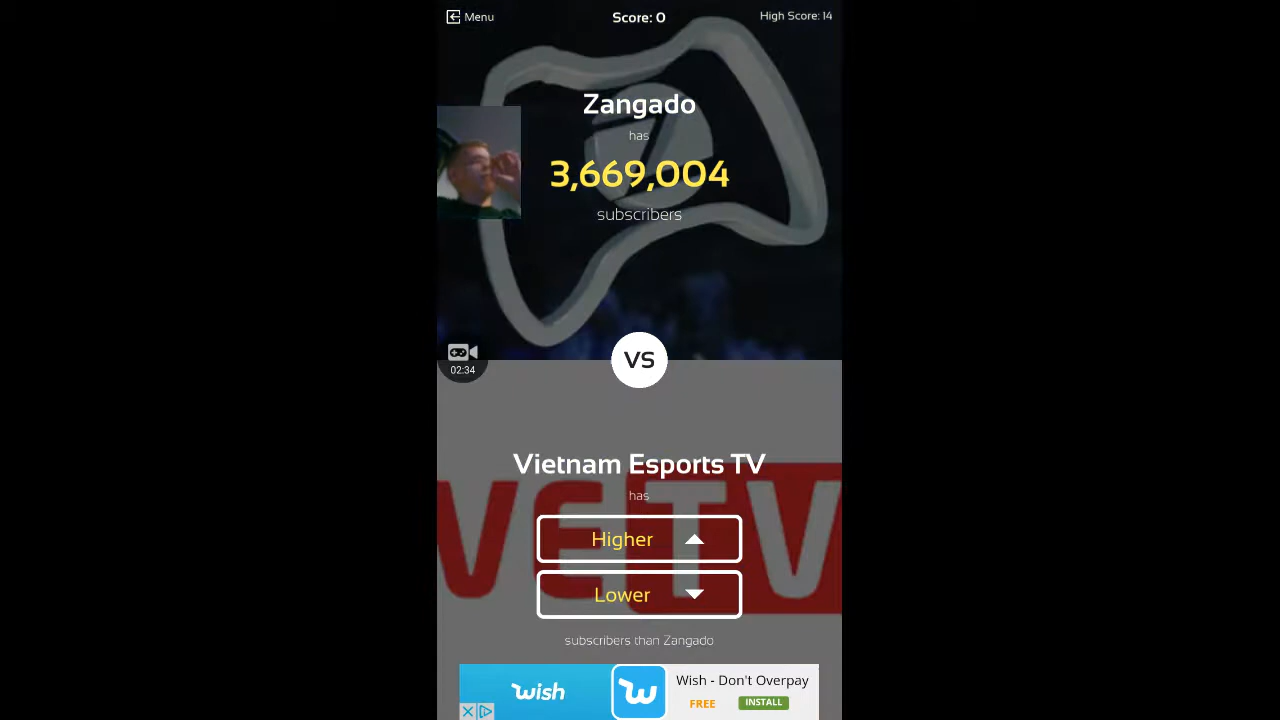 Menu
Score: 0
High Score: 14
Zangado
has
3,669,004
subscribers
02:34
VS
Vietnam Esports TV
has
VETV
Higher
Lower
subscribers than Zangado
wish
Wish - Don't Overpay
FREE
INSTALL